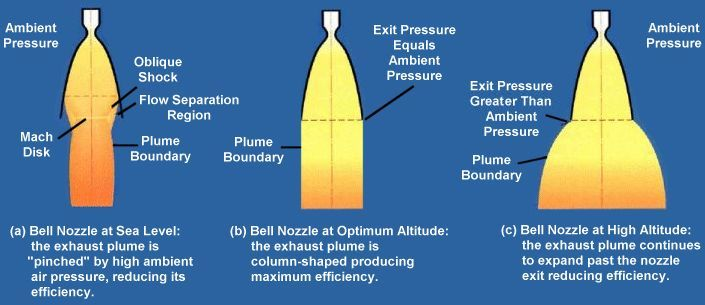 Ambient
Pressure
Oblique
Shock
Flow Separation
Region
Mach
Disk
Plume
Boundary
(a) Bell Nozzle at Sea Level:
the exhaust plume is
"pinched" by high ambient
air pressure, reducing its
efficiency.
Exit Pressure
Equals
Ambient
Pressure
Plume
Boundary
(b) Bell Nozzle at Optimum Altitude:
the exhaust plume is
column-shaped producing
maximum efficiency.
Ambient
Pressure
Exit Pressure
Greater Than
Ambient
Pressure
Plume
Boundary
(c) Bell Nozzle at High Altitude:
the exhaust plume continues
to expand past the nozzle
exit reducing efficiency.